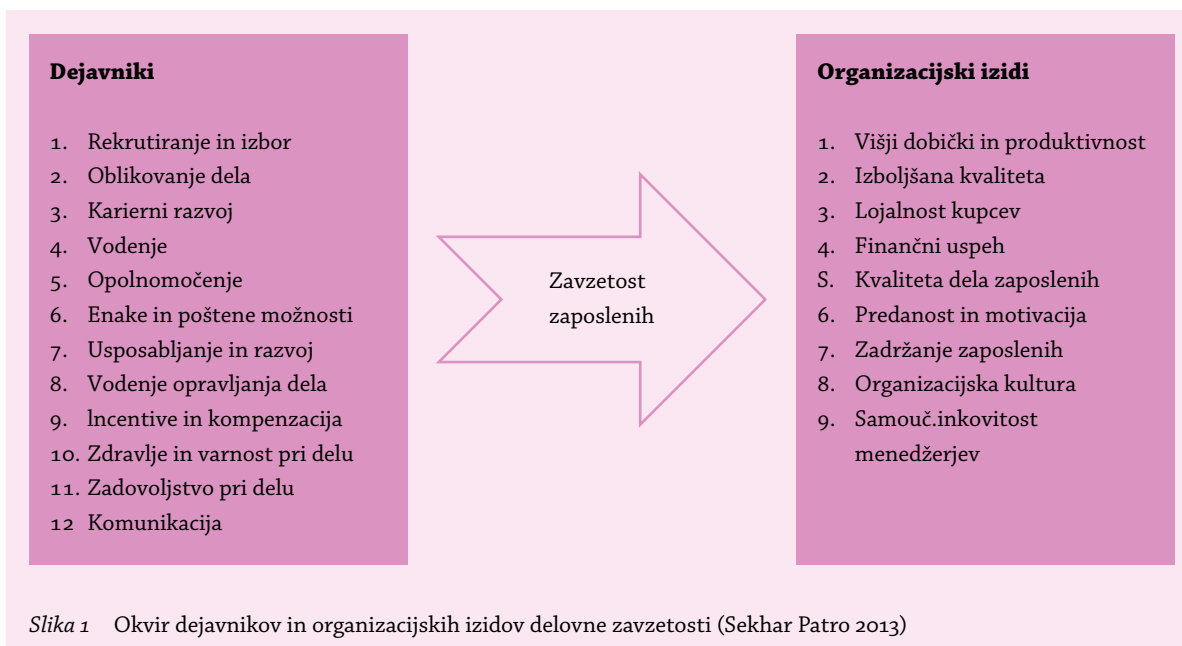 Dejavniki
1. Rekrutiranje in izbor
2. Oblikovanje dela
3. Karierni razvoj
4. Vodenje
5. Opolnomočenje
6. Enake in poštene možnosti
7. Usposabljanje in razvoj
8. Vodenje opravljanja dela
9. lncentive in kompenzacija
10. Zdravlje in varnost pri delu
11. Zadovoljstvo pri delu
12 Komunikacija
Zavzetost
zaposlenih
Organizacijski izidi
1. Višji dobički in produktivnost
2. Izboljšana kvaliteta
3. Lojalnost kupcev
4. Finančni uspeh
S. Kvaliteta dela zaposlenih
6. Predanost in motivacija
7. Zadržanje zaposlenih
8. Organizacijska kultura
9. Samouč.inkovitost
menedžerjev
Slika 1 Okvir dejavnikov in organizacijskih izidov delovne zavzetosti (Sekhar Patro 2013)